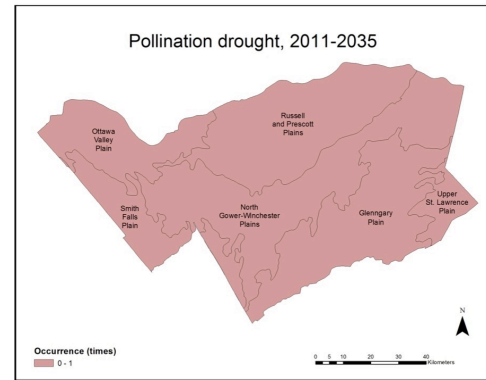 Pollination drought, 2011-2035
Russell
and Prescott
Plains
Ottawa
Valley
Plain
Smith
Falls
Plain
North
Gower-Winchester
Plains
Glenngary
Plain
Upper
St. Lawrence
Plain
N
Occurrence (times)
0 - 1
0 5 10 20 30 40
Kilometers